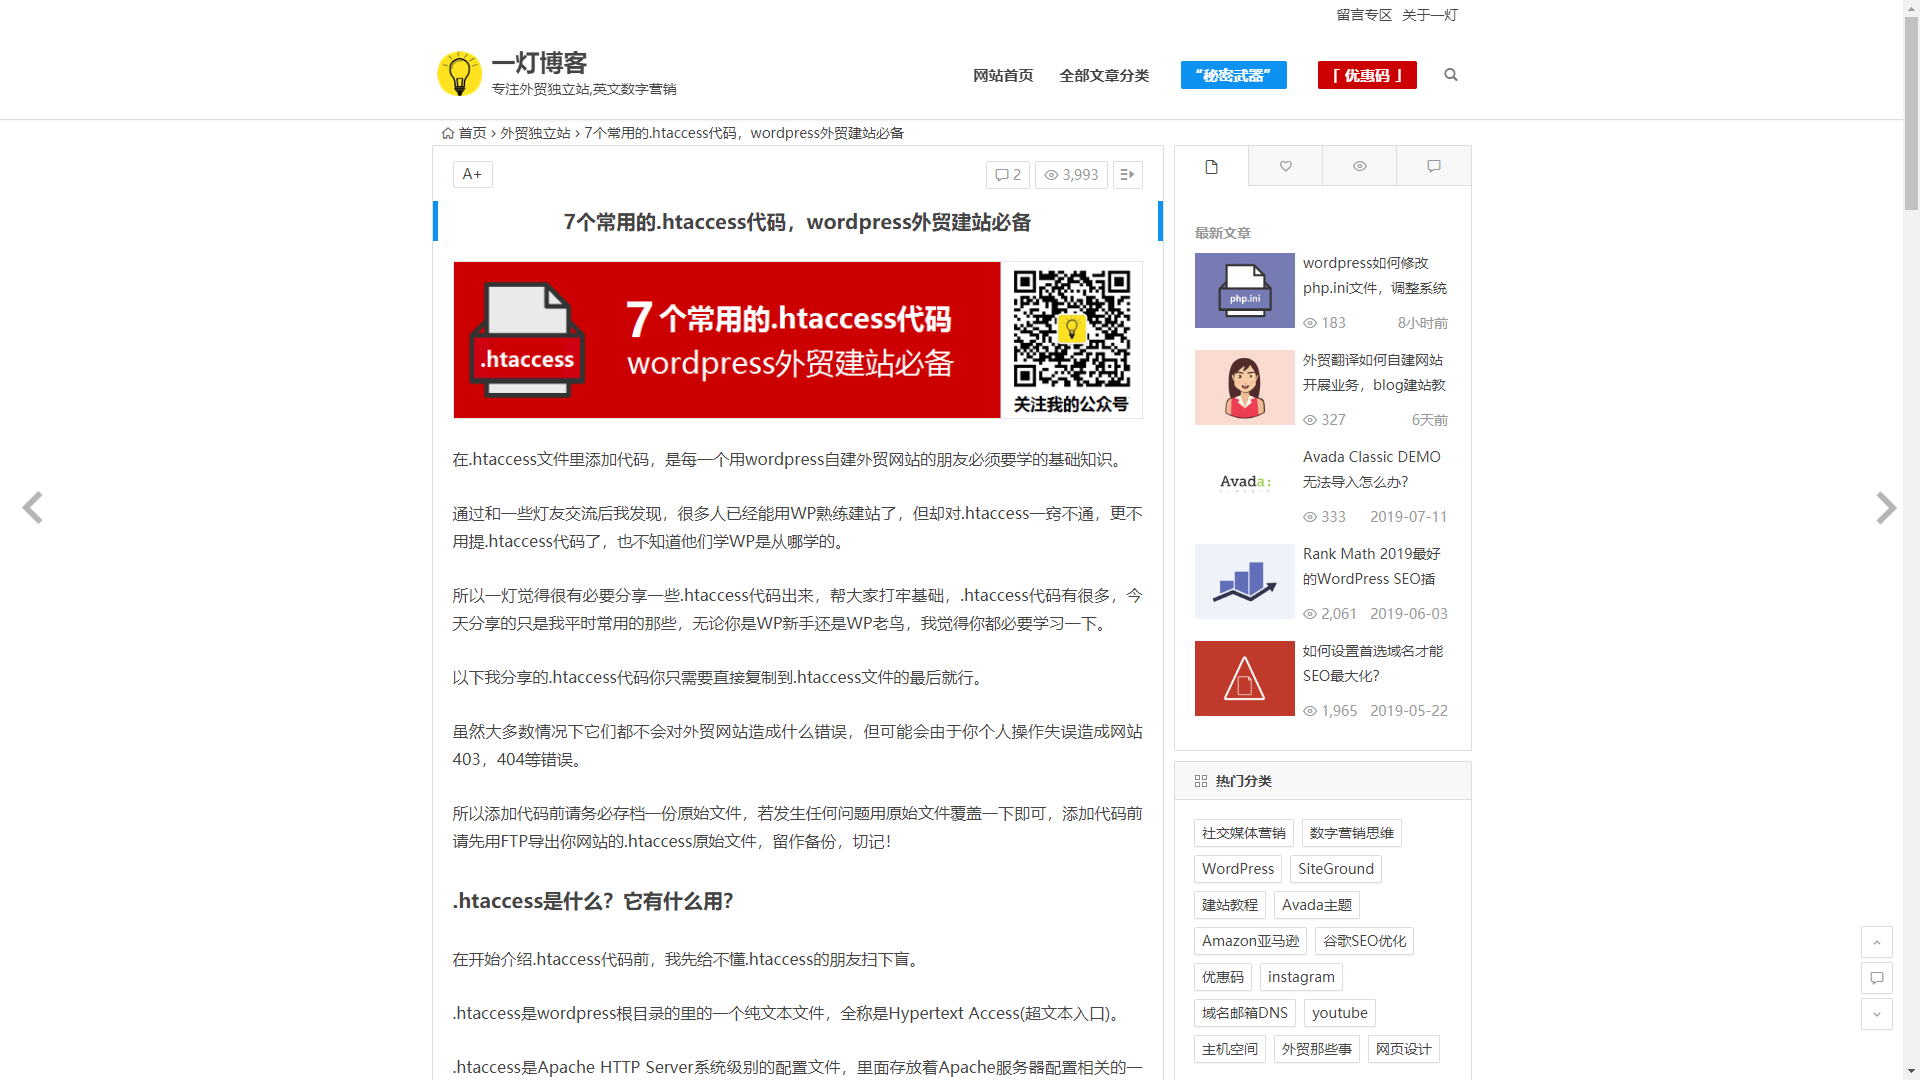 留言专区 关于一灯
一灯博客
专注外贸独立站,英文数字营销
网站首页 全部文章分类 “秘密武器” 「 优惠码 」
首页 › 外贸独立站 › 7个常用的.htaccess代码，wordpress外贸建站必备
A+
2
3,993
7个常用的.htaccess代码，wordpress外贸建站必备
.htaccess
7个常用的.htaccess代码
wordpress外贸建站必备
关注我的公众号
在.htaccess文件里添加代码，是每一个用wordpress自建外贸网站的朋友必须要学的基础知识。
通过和一些灯友交流后我发现，很多人已经能用WP熟练建站了，但却对.htaccess一窍不通，更不
用提.htaccess代码了，也不知道他们学WP是从哪学的。
所以一灯觉得很有必要分享一些.htaccess代码出来，帮大家打牢基础，.htaccess代码有很多，今
天分享的只是我平时常用的那些，无论你是WP新手还是WP老鸟，我觉得你都必要学习一下。
以下我分享的.htaccess代码你只需要直接复制到.htaccess文件的最后就行。
虽然大多数情况下它们都不会对外贸网站造成什么错误，但可能会由于你个人操作失误造成网站
403，404等错误。
所以添加代码前请务必存档一份原始文件，若发生任何问题用原始文件覆盖一下即可，添加代码前
请先用FTP导出你网站的.htaccess原始文件，留作备份，切记！
.htaccess是什么？它有什么用？
在开始介绍.htaccess代码前，我先给不懂.htaccess的朋友扫下盲。
.htaccess是wordpress根目录的里的一个纯文本文件，全称是Hypertext Access(超文本入口)。
.htaccess是Apache HTTP Server系统级别的配置文件，里面存放着Apache服务器配置相关的一
最新文章
php.ini
wordpress如何修改
php.ini文件，调整系统
183 8小时前
外贸翻译如何自建网站
开展业务，blog建站教
327 6天前
Avada:
Avada Classic DEMO
无法导入怎么办？
333 2019-07-11
Rank Math 2019最好
的WordPress SEO插
2,061 2019-06-03
如何设置首选域名才能
SEO最大化？
1,965 2019-05-22
热门分类
社交媒体营销 数字营销思维
WordPress SiteGround
建站教程 Avada主题
Amazon亚马逊 谷歌SEO优化
优惠码 instagram
域名邮箱DNS youtube
主机空间 外贸那些事 网页设计